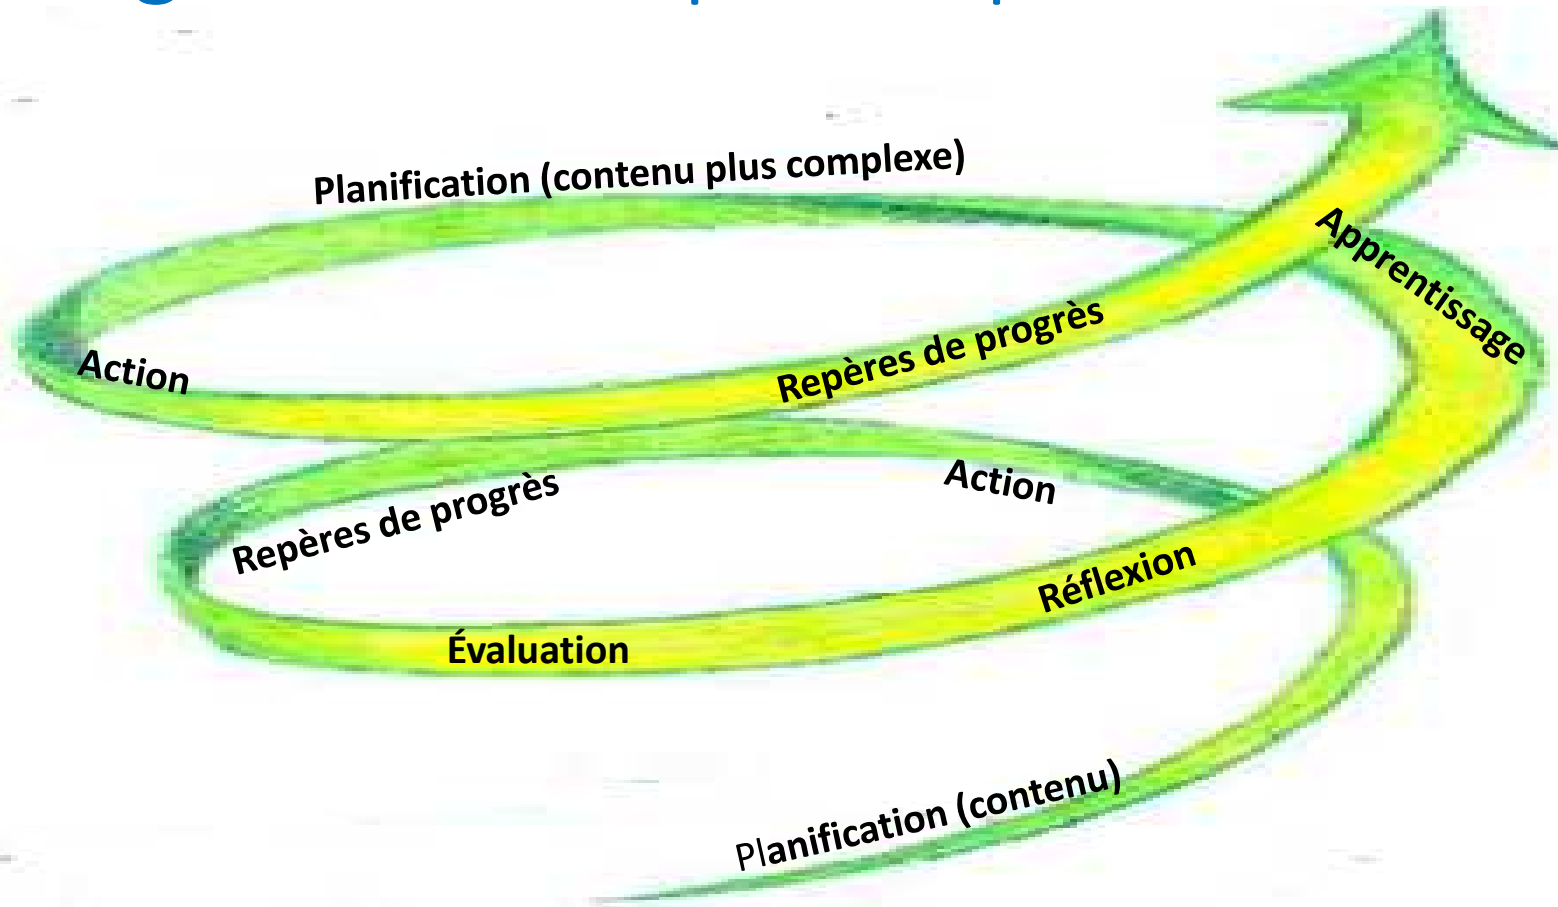 Planification (contenu plus complexe)
Apprentissage
Repères de progrès
Action
Action
Repères de progrès
Réflexion
Évaluation
Planification (contenu)